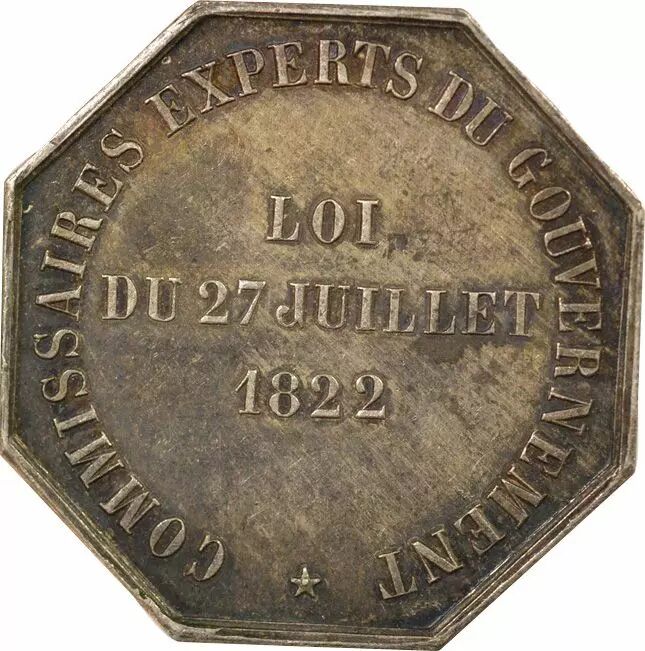 COMMISSAIRES EXPERTS DU GOUVERNEMENT
LOI
DU 27 JUILLET
1822